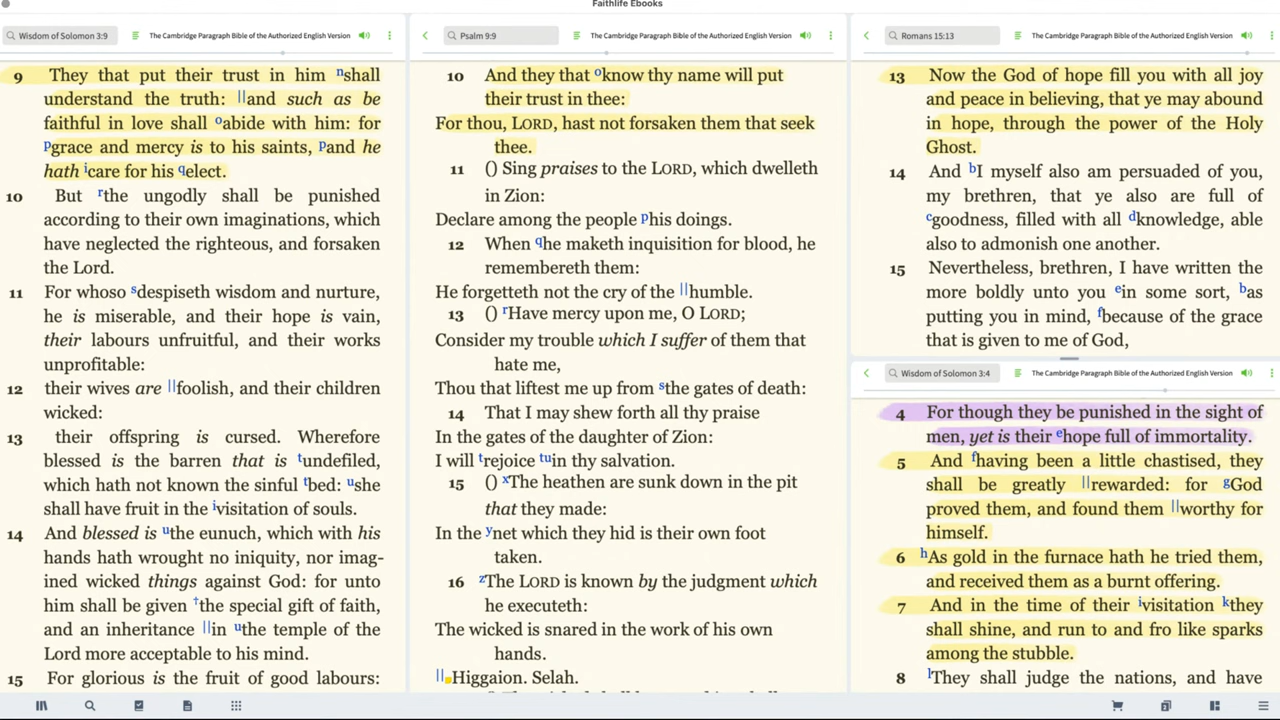 Faithlife Ebooks
Wisdom of Solomon 3:9
The Cambridge Paragraph Bible of the Authorized English Version
9 They that put their trust in him nshall
understand the truth: ||and such as be
faithful in love shall oabide with him: for
pgrace and mercy is to his saints, pand he
hath icare for his qelect.
10 But rthe ungodly shall be punished
according to their own imaginations, which
have neglected the righteous, and forsaken
the Lord.
11 For whoso sdespiseth wisdom and nurture,
he is miserable, and their hope is vain,
their labours unfruitful, and their works
unprofitable:
12 their wives are ||foolish, and their children
wicked:
13 their offspring is cursed. Wherefore
blessed is the barren that is tundefiled,
which hath not known the sinful tbed: ushe
shall have fruit in the ivisitation of souls.
14 And blessed is uthe eunuch, which with his
hands hath wrought no iniquity, nor imag-
ined wicked things against God: for unto
him shall be given †the special gift of faith,
and an inheritance ||in uthe temple of the
Lord more acceptable to his mind.
15 For glorious is the fruit of good labours:
Psalm 9:9
The Cambridge Paragraph Bible of the Authorized English Version
10 And they that oknow thy name will put
their trust in thee:
For thou, LORD, hast not forsaken them that seek
thee.
11 () Sing praises to the LORD, which dwelleth
in Zion:
Declare among the people phis doings.
12 When qhe maketh inquisition for blood, he
remembereth them:
He forgetteth not the cry of the ||humble.
13 () rHave mercy upon me, O LORD;
Consider my trouble which I suffer of them that
hate me,
Thou that liftest me up from sthe gates of death:
14 That I may shew forth all thy praise
In the gates of the daughter of Zion:
I will trejoice tuin thy salvation.
15 () xThe heathen are sunk down in the pit
that they made:
In the ynet which they hid is their own foot
taken.
16 zThe LORD is known by the judgment which
he executeth:
The wicked is snared in the work of his own
hands.
||Higgaion. Selah.
Romans 15:13
The Cambridge Paragraph Bible of the Authorized English Version
13 Now the God of hope fill you with all joy
and peace in believing, that ye may abound
in hope, through the power of the Holy
Ghost.
14 And bI myself also am persuaded of you,
my brethren, that ye also are full of
cgoodness, filled with all dknowledge, able
also to admonish one another.
15 Nevertheless, brethren, I have written the
more boldly unto you ein some sort, bas
putting you in mind, fbecause of the grace
that is given to me of God,
Wisdom of Solomon 3:4
The Cambridge Paragraph Bible of the Authorized English Version
4 For though they be punished in the sight of
men, yet is their ehope full of immortality.
5 And fhaving been a little chastised, they
shall be greatly ||rewarded: for gGod
proved them, and found them ||worthy for
himself.
6 hAs gold in the furnace hath he tried them,
and received them as a burnt offering.
7 And in the time of their ivisitation kthey
shall shine, and run to and fro like sparks
among the stubble.
8 lThey shall judge the nations, and have